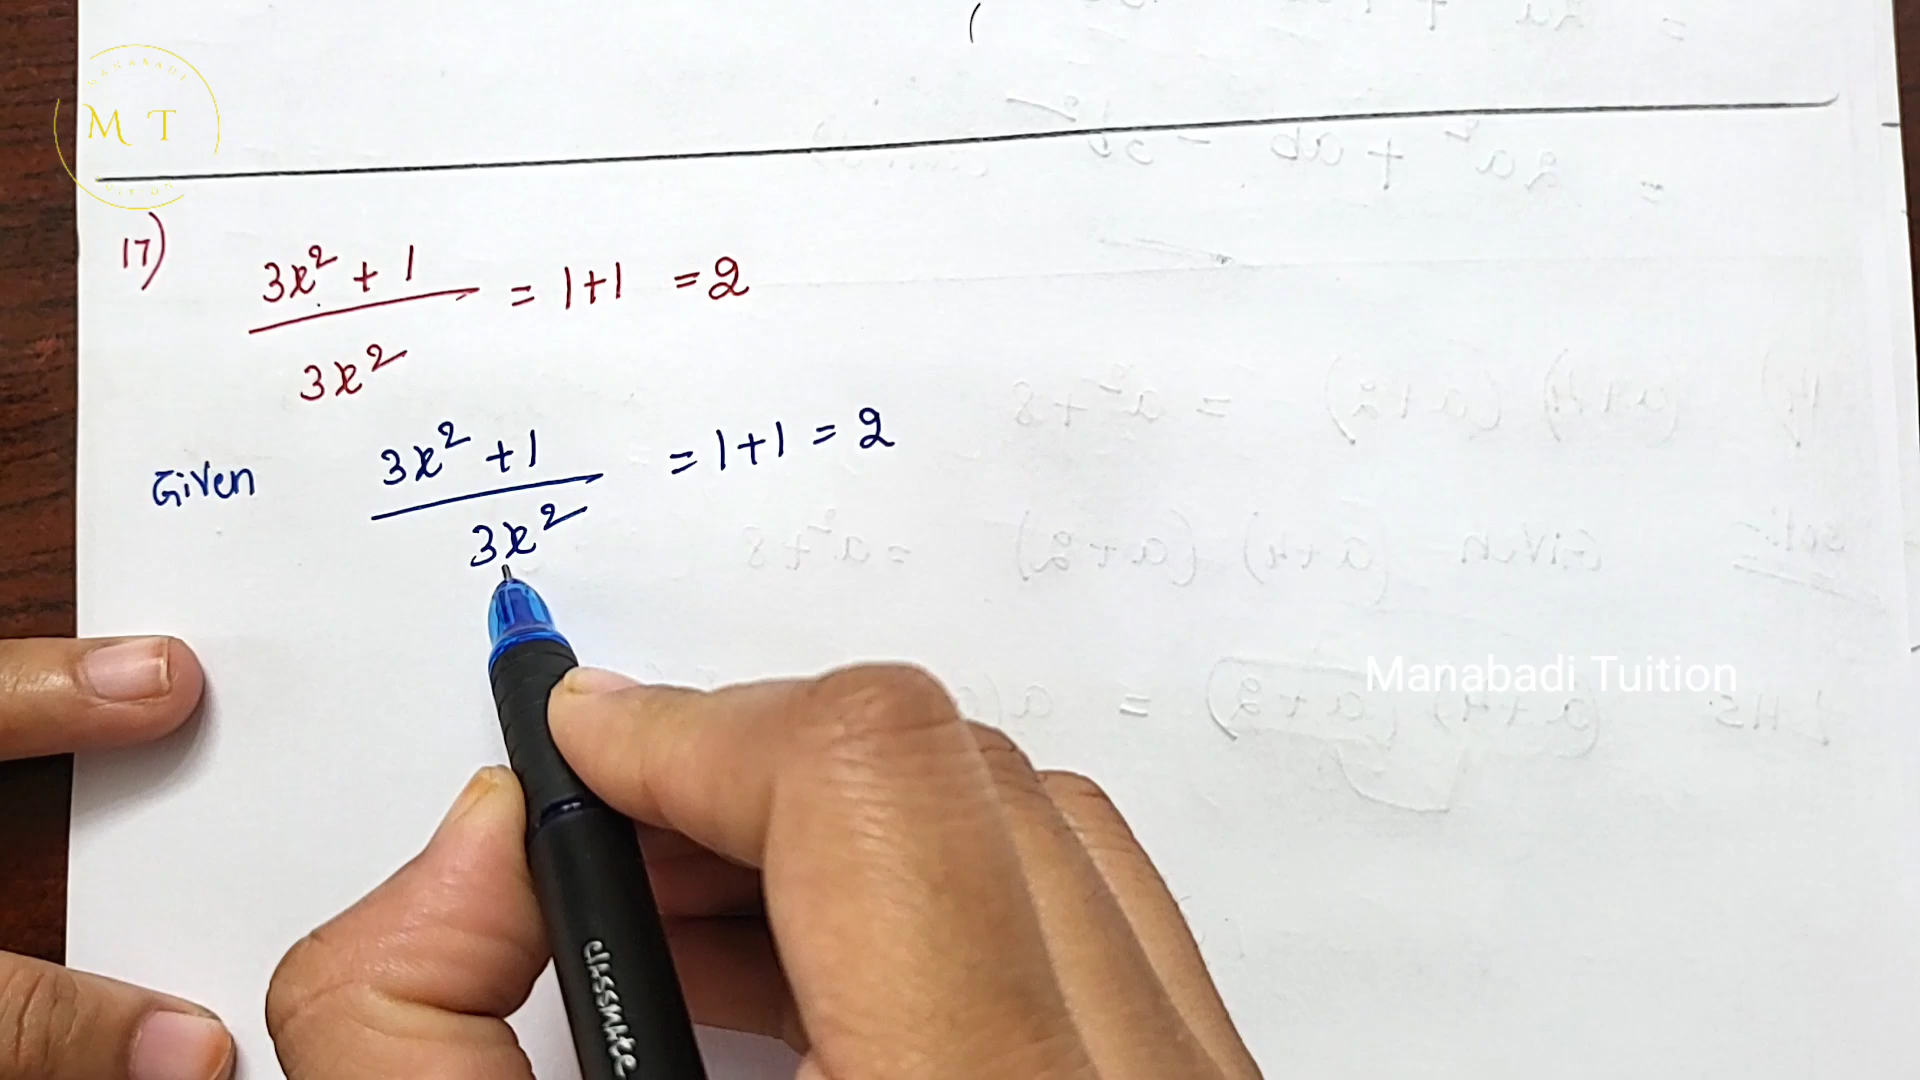 M T
17) 3x² + 1 / 3x² = 1+1 = 2
Given 3x² + 1 / 3x² = 1+1 = 2
Manabadi Tuition
classmate